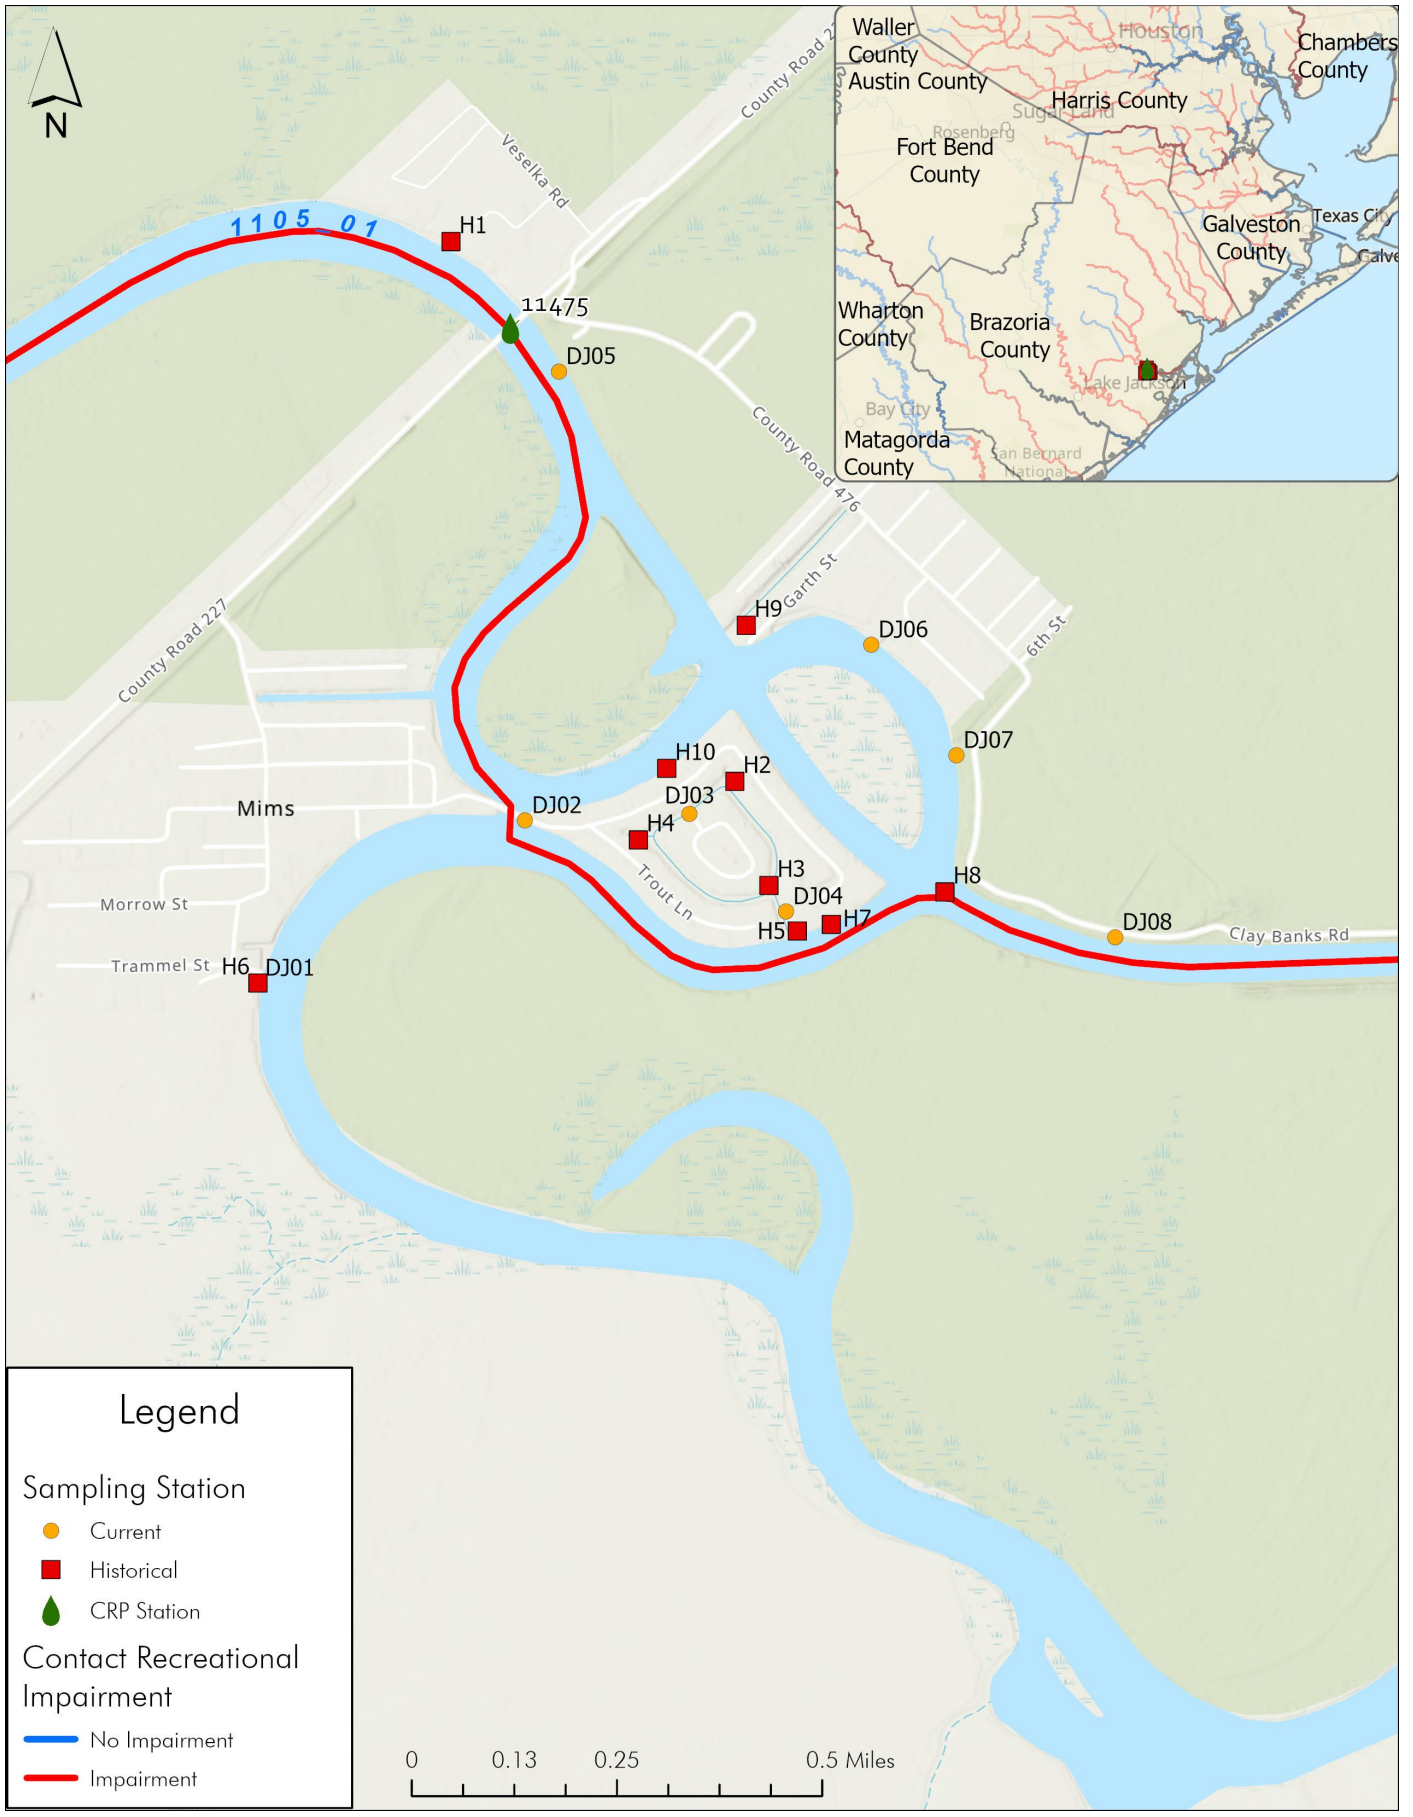 N
County Road 2
Veselka Rd
1105_01
H1
11475
DJ05
County Road 476
Garth St
H9
DJ06
6th St
County Road 227
DJ07
H10
H2
DJ03
Mims
DJ02
H4
H3
Trout Ln
DJ04
H8
H5
H7
Morrow St
DJ08
Clay Banks Rd
Trammel St
H6
DJ01
Waller
County
Austin County
Houston
Chambers
County
Harris County
Sugar Land
Rosenberg
Fort Bend
County
Galveston
County
Texas City
Galve
Wharton
County
Brazoria
County
Lake Jackson
Bay City
Matagorda
County
San Bernard
National
Legend
Sampling Station
Current
Historical
CRP Station
Contact Recreational
Impairment
No Impairment
Impairment
0
0.13
0.25
0.5 Miles